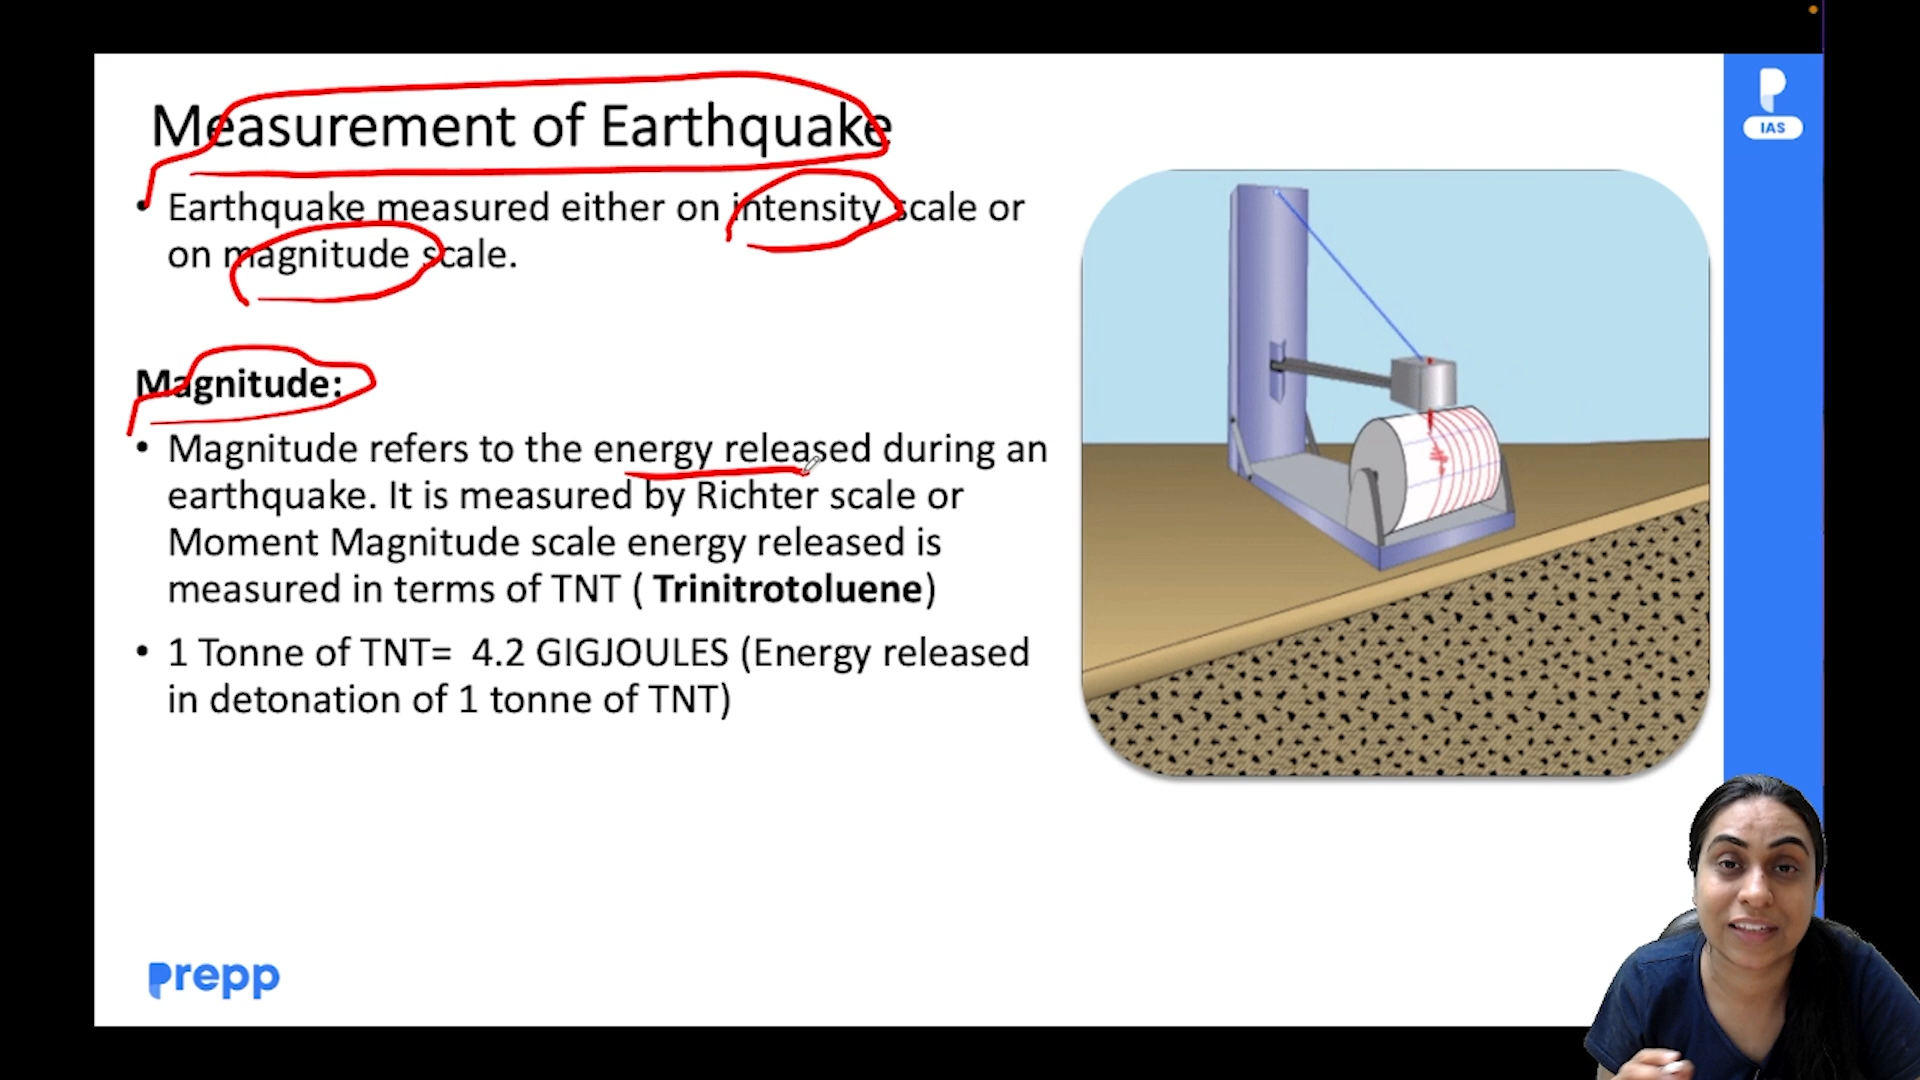 Measurement of Earthquake
• Earthquake measured either on intensity scale or
on magnitude scale.
Magnitude:
• Magnitude refers to the energy released during an
earthquake. It is measured by Richter scale or
Moment Magnitude scale energy released is
measured in terms of TNT ( Trinitrotoluene)
• 1 Tonne of TNT=  4.2 GIGJOULES (Energy released
in detonation of 1 tonne of TNT)
IAS
prepp